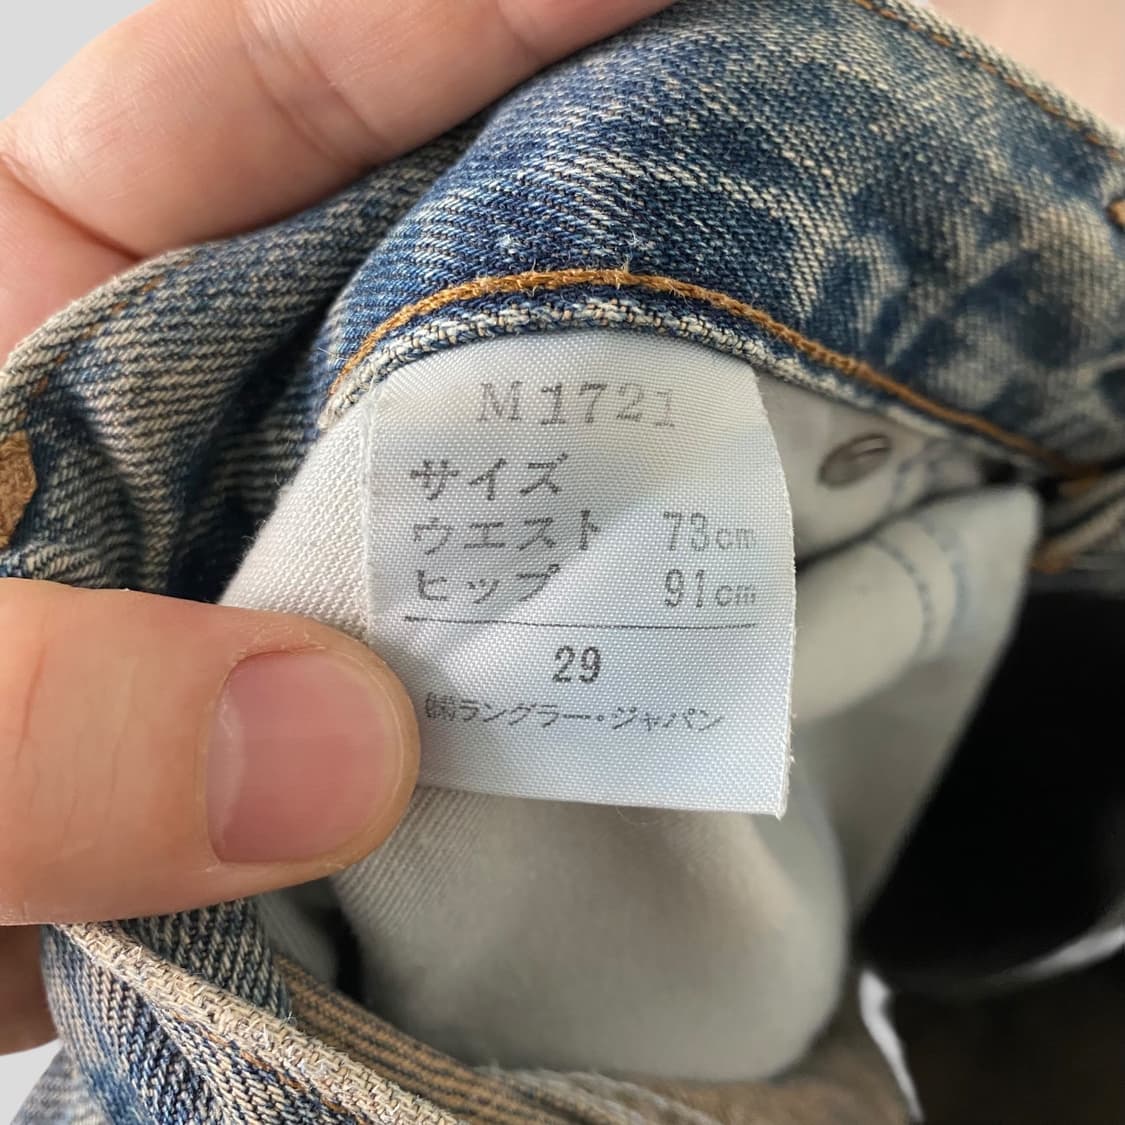 M1721
サイズ
ウエスト 73cm
ヒップ 91cm
29
(株)ラングラー・ジャパン